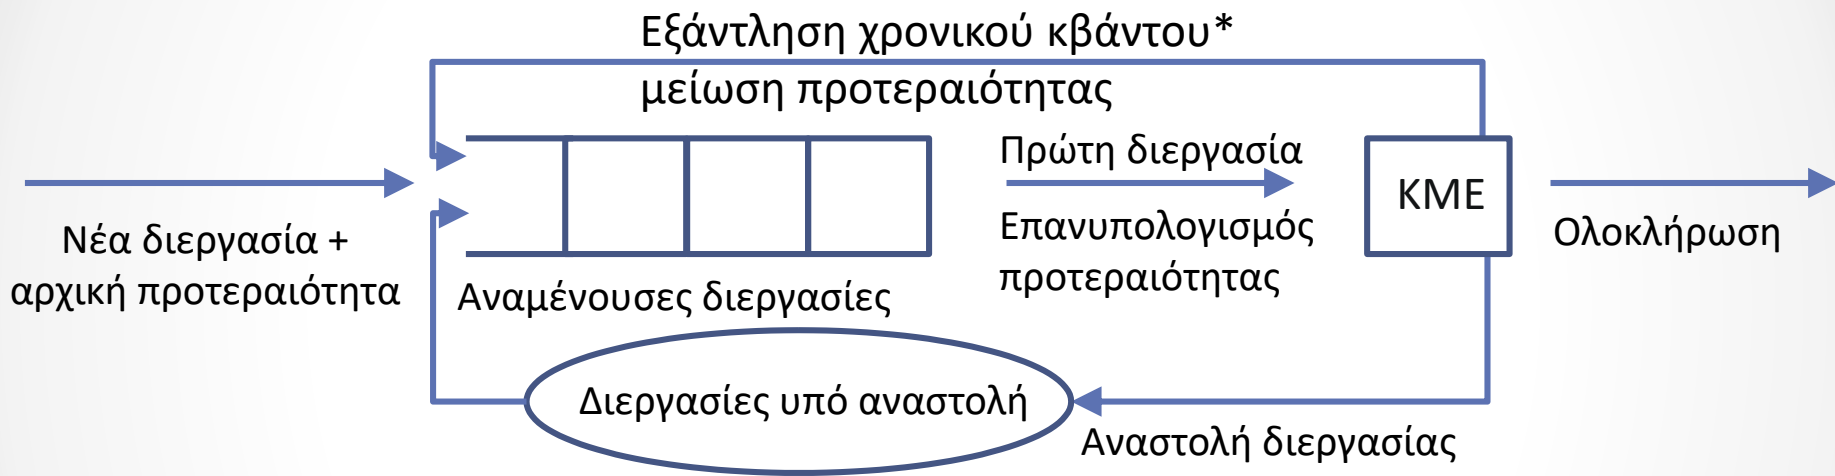 Εξάντληση χρονικού κβάντου*
μείωση προτεραιότητας
Νέα διεργασία +
αρχική προτεραιότητα
Αναμένουσες διεργασίες
Πρώτη διεργασία
Επανυπολογισμός
προτεραιότητας
ΚΜΕ
Ολοκλήρωση
Διεργασίες υπό αναστολή
Αναστολή διεργασίας